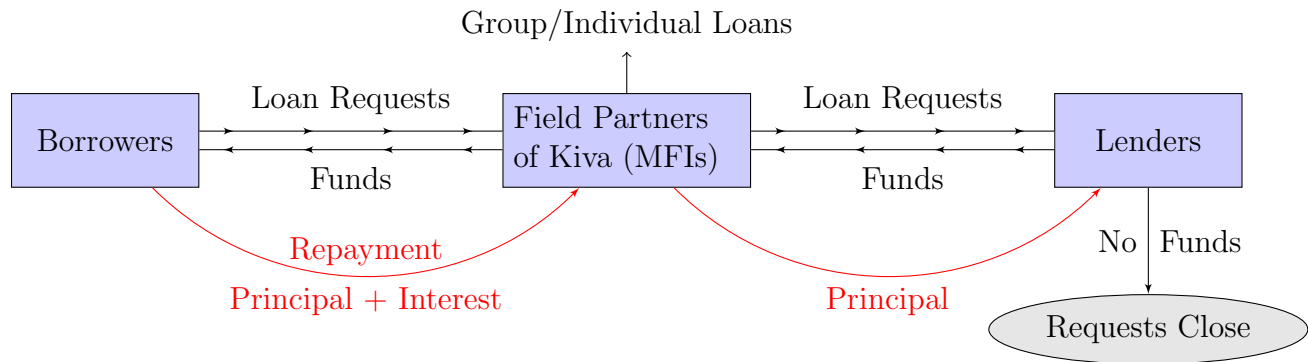 Group/Individual Loans
Loan Requests
Loan Requests
Borrowers
Field Partners
of Kiva (MFIs)
Lenders
Funds
Funds
Repayment
No Funds
Principal + Interest
Principal
Requests Close